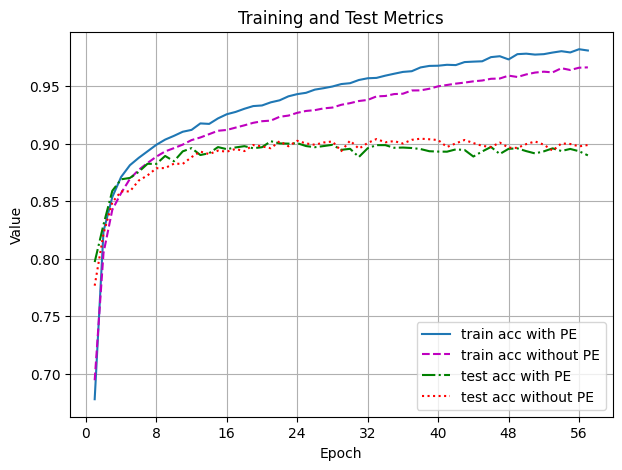 Training and Test Metrics
Value
0.95
0.90
0.85
0.80
0.75
0.70
train acc with PE
train acc without PE
test acc with PE
test acc without PE
0 8 16 24 32 40 48 56
Epoch